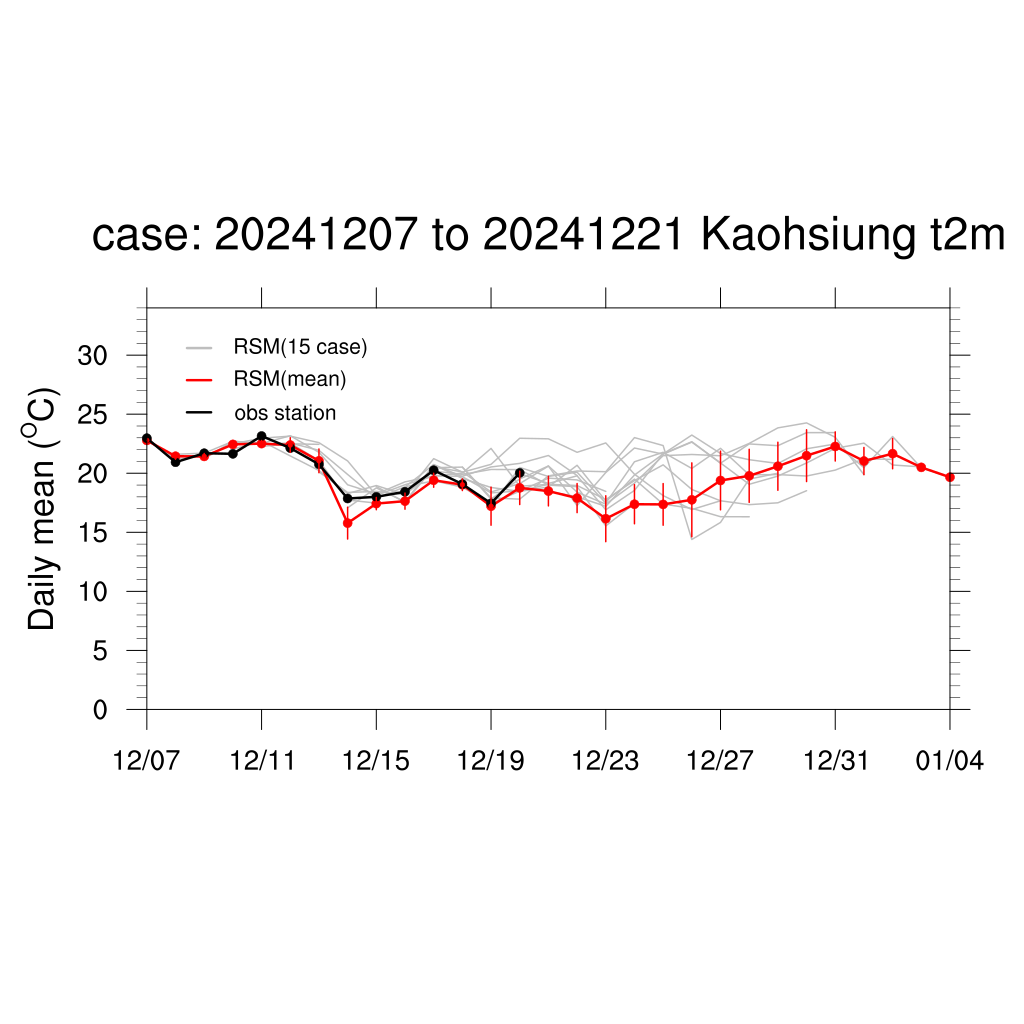 case: 20241207 to 20241221 Kaohsiung t2m
RSM(15 case)
RSM(mean)
obs station
Daily mean (°C)
30
25
20
15
10
5
0
12/07 12/11 12/15 12/19 12/23 12/27 12/31 01/04